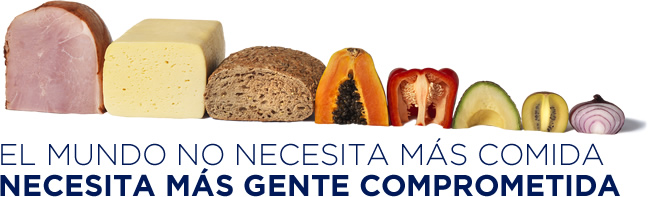 EL MUNDO NO NECESITA MÁS COMIDA
NECESITA MÁS GENTE COMPROMETIDA